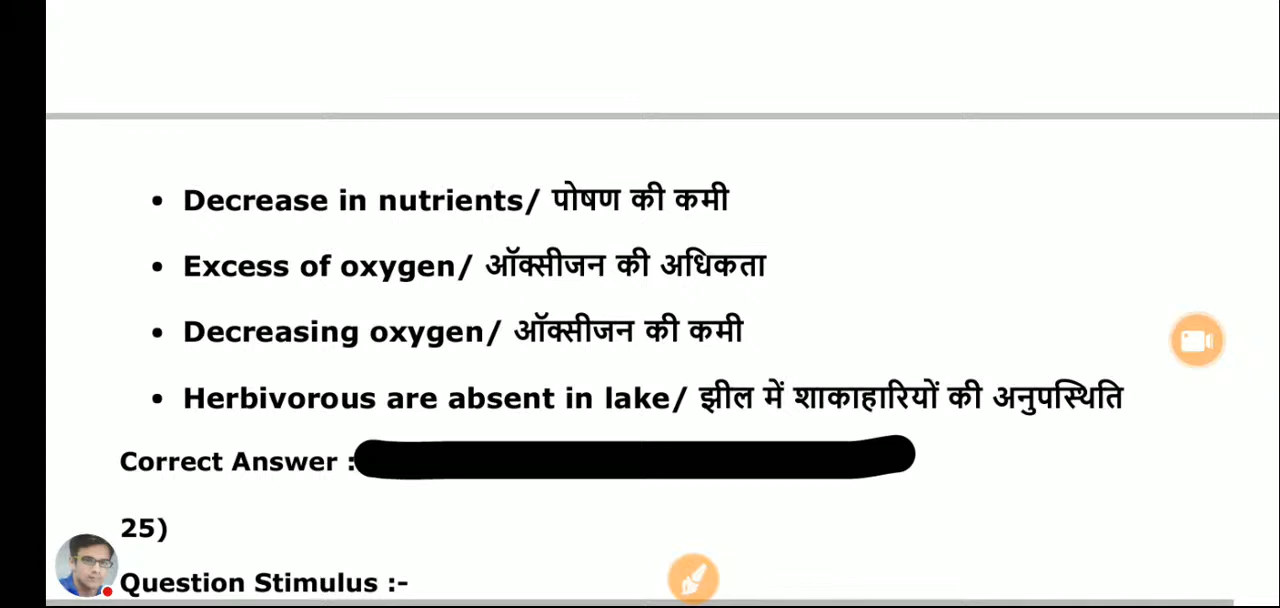 • Decrease in nutrients/ पोषण की कमी
• Excess of oxygen/ ऑक्सीजन की अधिकता
• Decreasing oxygen/ ऑक्सीजन की कमी
• Herbivorous are absent in lake/ झील में शाकाहारियों की अनुपस्थिति
Correct Answer :
25)
Question Stimulus :-